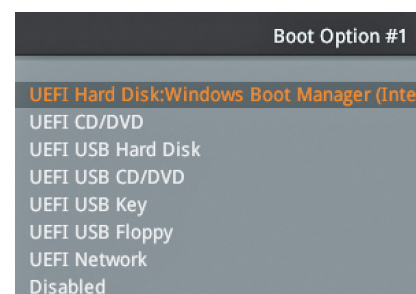 Boot Option #1
UEFI Hard Disk:Windows Boot Manager (Inte
UEFI CD/DVD
UEFI USB Hard Disk
UEFI USB CD/DVD
UEFI USB Key
UEFI USB Floppy
UEFI Network
Disabled